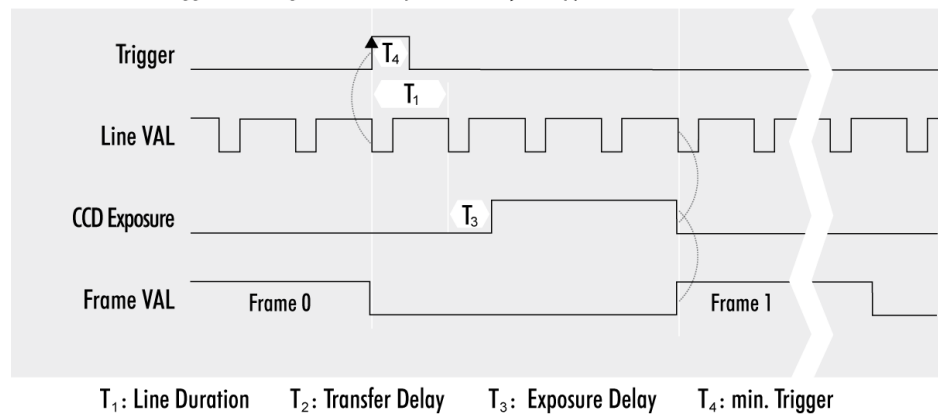 Trigger
T₄
T₁
Line VAL
CCD Exposure
T₃
Frame VAL
Frame 0
Frame 1
T₁: Line Duration T₂: Transfer Delay T₃: Exposure Delay T₄: min. Trigger